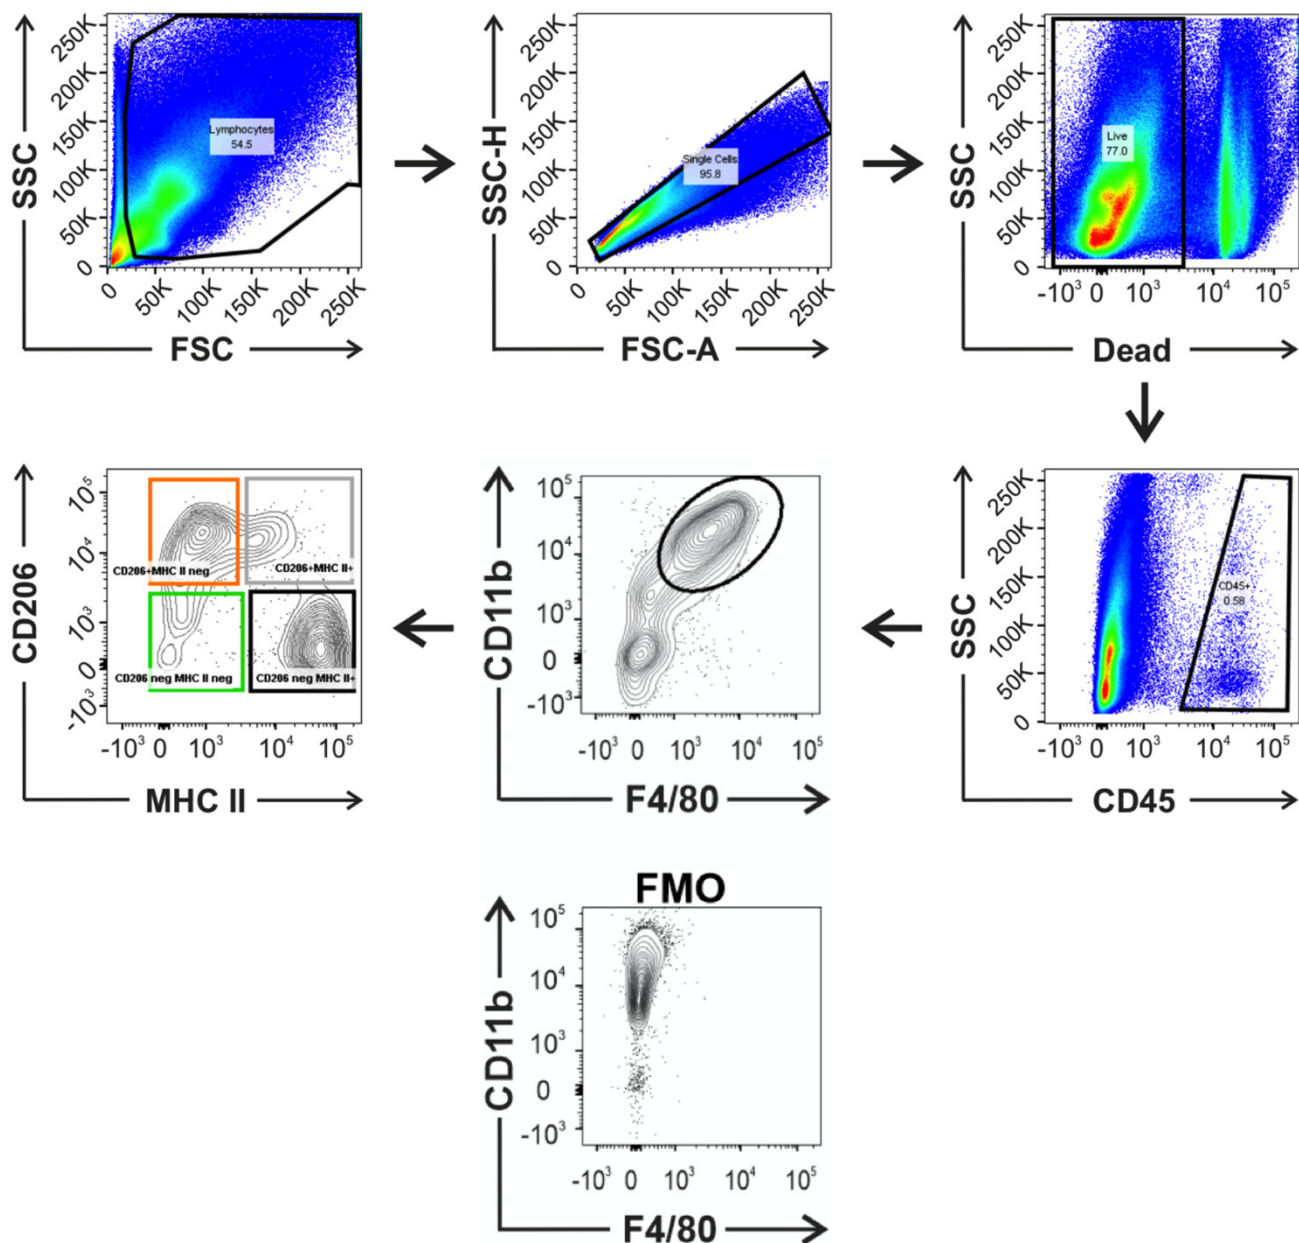 250K
200K
150K
100K
50K
0
SSC
Lymphocytes
54.5
0
50K
100K
150K
200K
250K
FSC
250K
200K
150K
100K
50K
0
SSC-H
Single Cells
95.8
0
50K
100K
150K
200K
250K
FSC-A
250K
200K
150K
100K
50K
0
SSC
Live
77.0
-10³ 0 10³ 10⁴ 10⁵
Dead
10⁵
10⁴
10³
0
-10³
CD206
CD206+MHC II neg
CD206+MHC II+
CD206 neg MHC II neg
CD206 neg MHC II+
-10³ 0 10³ 10⁴ 10⁵
MHC II
10⁵
10⁴
10³
0
-10³
CD11b
-10³ 0 10³ 10⁴ 10⁵
F4/80
250K
200K
150K
100K
50K
0
SSC
CD45+
0.58
-10³ 0 10³ 10⁴ 10⁵
CD45
FMO
10⁵
10⁴
10³
0
-10³
CD11b
-10³ 0 10³ 10⁴ 10⁵
F4/80